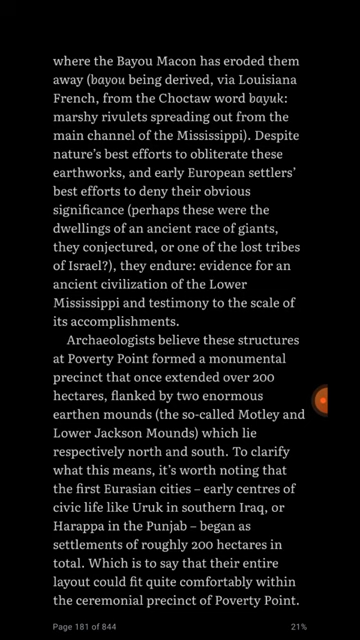 where the Bayou Macon has eroded them
away (bayou being derived, via Louisiana
French, from the Choctaw word bayuk:
marshy rivulets spreading out from the
main channel of the Mississippi). Despite
nature’s best efforts to obliterate these
earthworks, and early European settlers’
best efforts to deny their obvious
significance (perhaps these were the
dwellings of an ancient race of giants,
they conjectured, or one of the lost tribes
of Israel?), they endure: evidence for an
ancient civilization of the Lower
Mississippi and testimony to the scale of
its accomplishments.
Archaeologists believe these structures
at Poverty Point formed a monumental
precinct that once extended over 200
hectares, flanked by two enormous
earthen mounds (the so-called Motley and
Lower Jackson Mounds) which lie
respectively north and south. To clarify
what this means, it’s worth noting that
the first Eurasian cities – early centres of
civic life like Uruk in southern Iraq, or
Harappa in the Punjab – began as
settlements of roughly 200 hectares in
total. Which is to say that their entire
layout could fit quite comfortably within
the ceremonial precinct of Poverty Point.
Page 181 of 844
21%